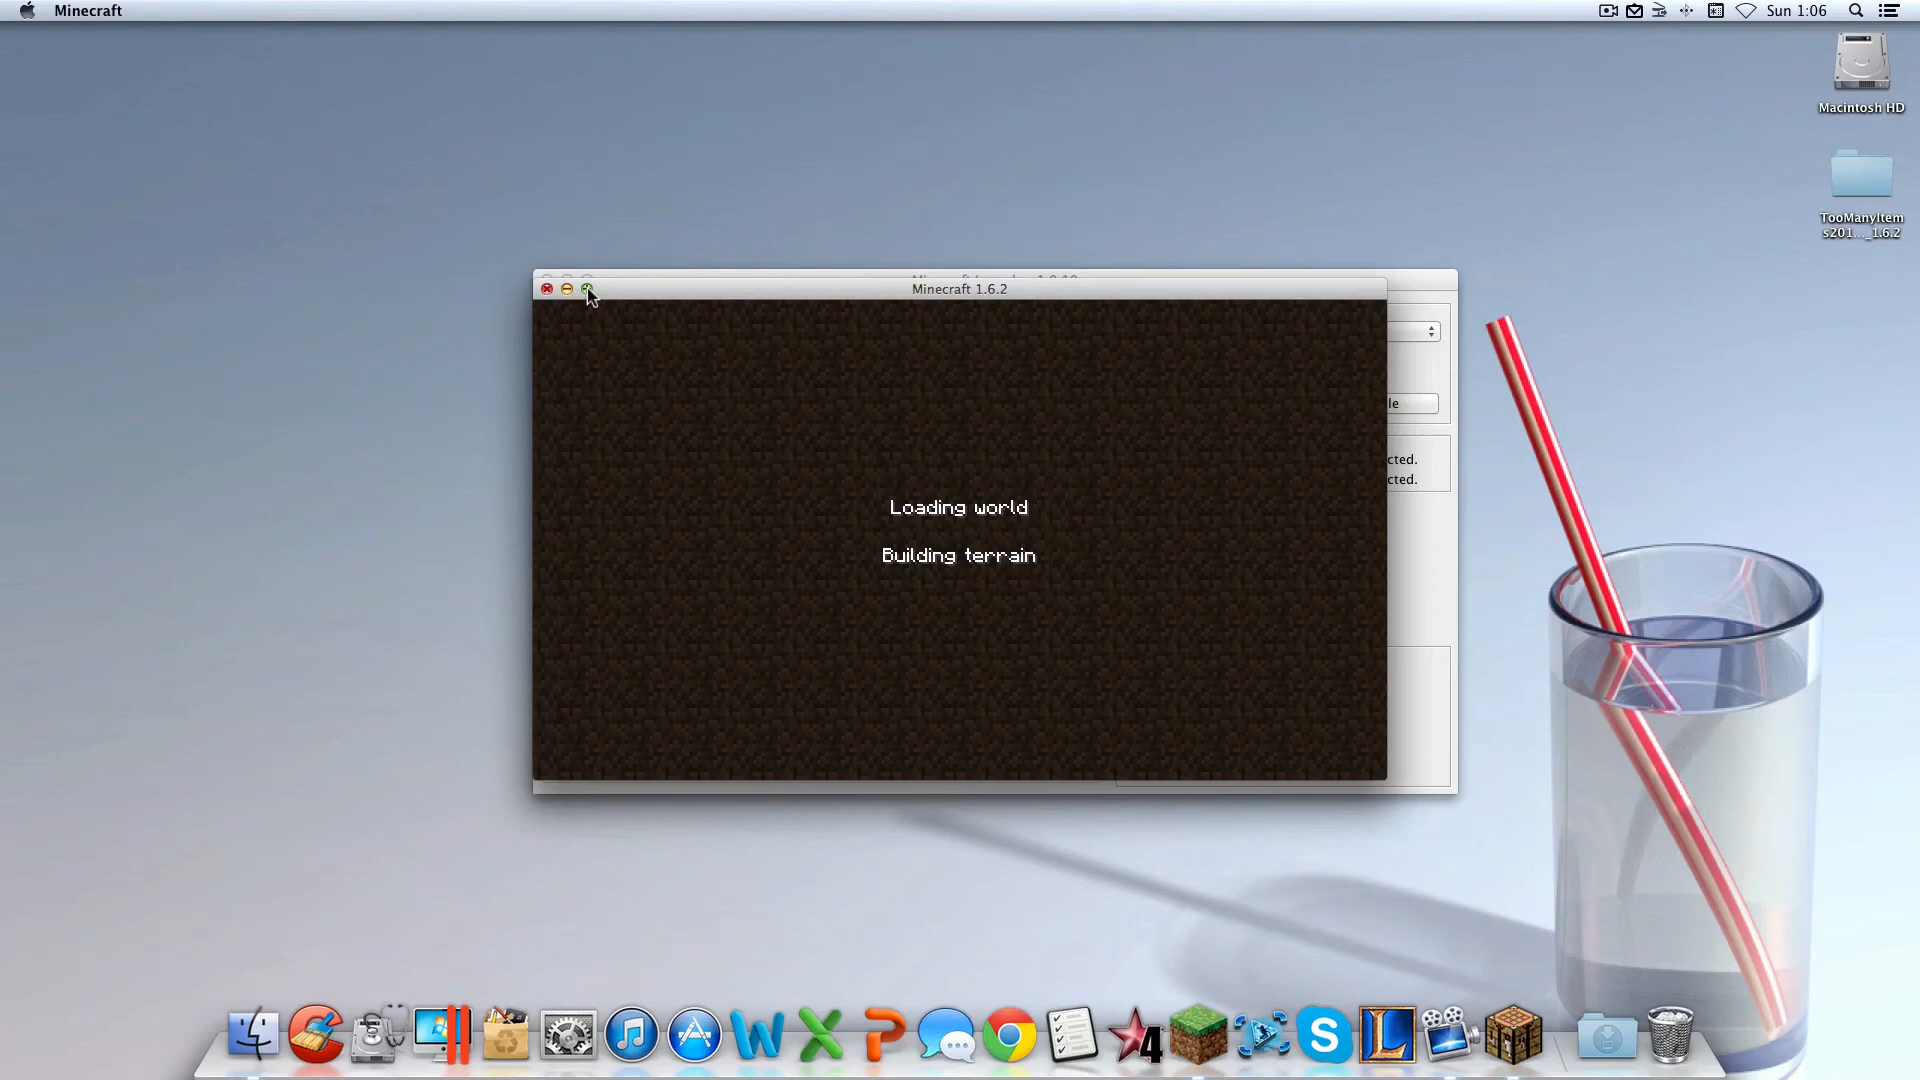 Minecraft
Sun 1:06
Macintosh HD
TooManyItem
s201..._1.6.2
Minecraft 1.6.2
le
cted.
cted.
Loading world
Building terrain
W
X
P
4
S
L